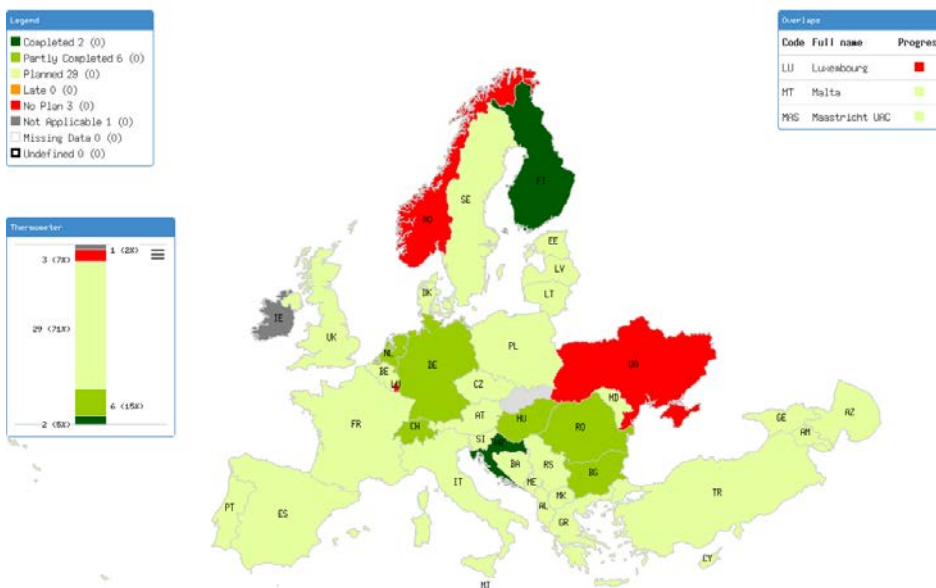 Legend
Completed 2 (0)
Partly Completed 6 (0)
Planned 29 (0)
Late 0 (0)
No Plan 3 (0)
Not Applicable 1 (0)
Missing Data 0 (0)
Undefined 0 (0)
Overlaps
Code Full name Progres
LU Luxembourg
MT Malta
MAS Maastricht UAC
Thermometer
1 (2%)
3 (7%)
29 (71%)
6 (15%)
2 (5%)
NO
FI
SE
EE
LV
LT
DK
IE
UK
NL
DE
PL
BE
LU
CZ
UA
MD
FR
CH
AT
HU
RO
SI
BA
RS
BG
GE
AZ
AM
IT
ME
MK
AL
GR
TR
PT
ES
CY
MT